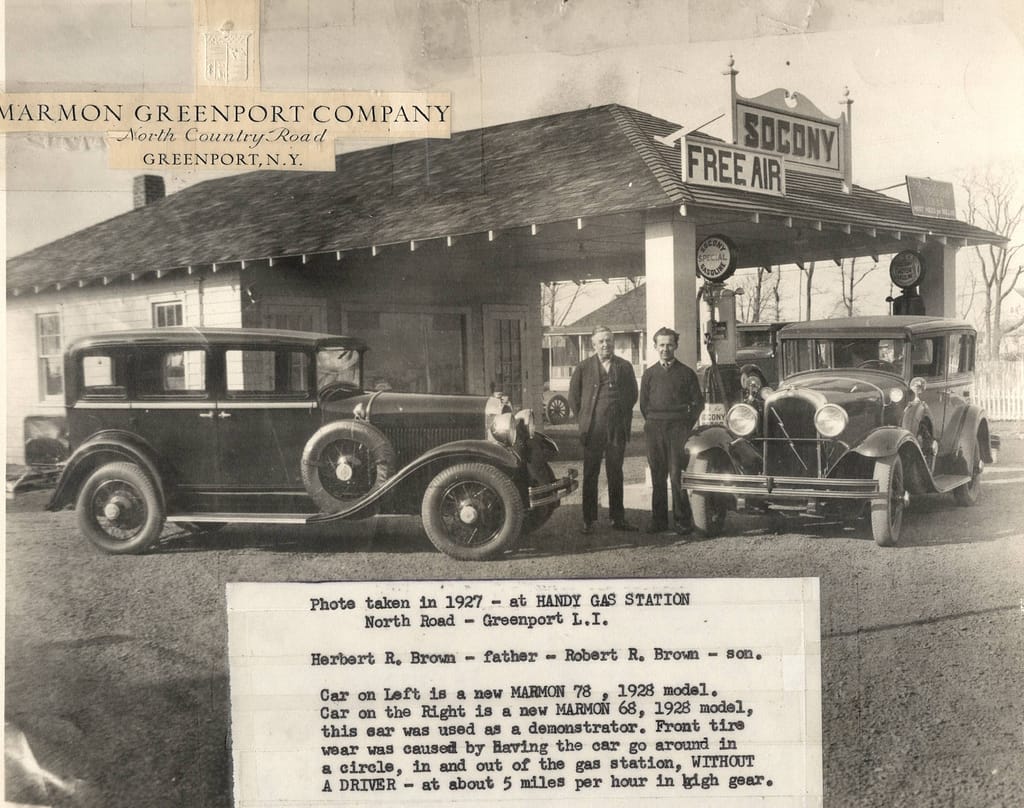 MARMON GREENPORT COMPANY
North Country Road
GREENPORT, N.Y.
SOCONY
FREE AIR
SOCONY
SPECIAL
GASOLINE
Phote taken in 1927 - at HANDY GAS STATION
North Road - Greenport L.I.
Herbert R. Brown - father - Robert R. Brown - son.
Car on Left is a new MARMON 78 , 1928 model.
Car on the Right is a new MARMON 68, 1928 model,
this ear was used as a demonstrator. Front tire
wear was caused by Having the car go around in
a circle, in and out of the gas station, WITHOUT
A DRIVER - at about 5 miles per hour in high gear.